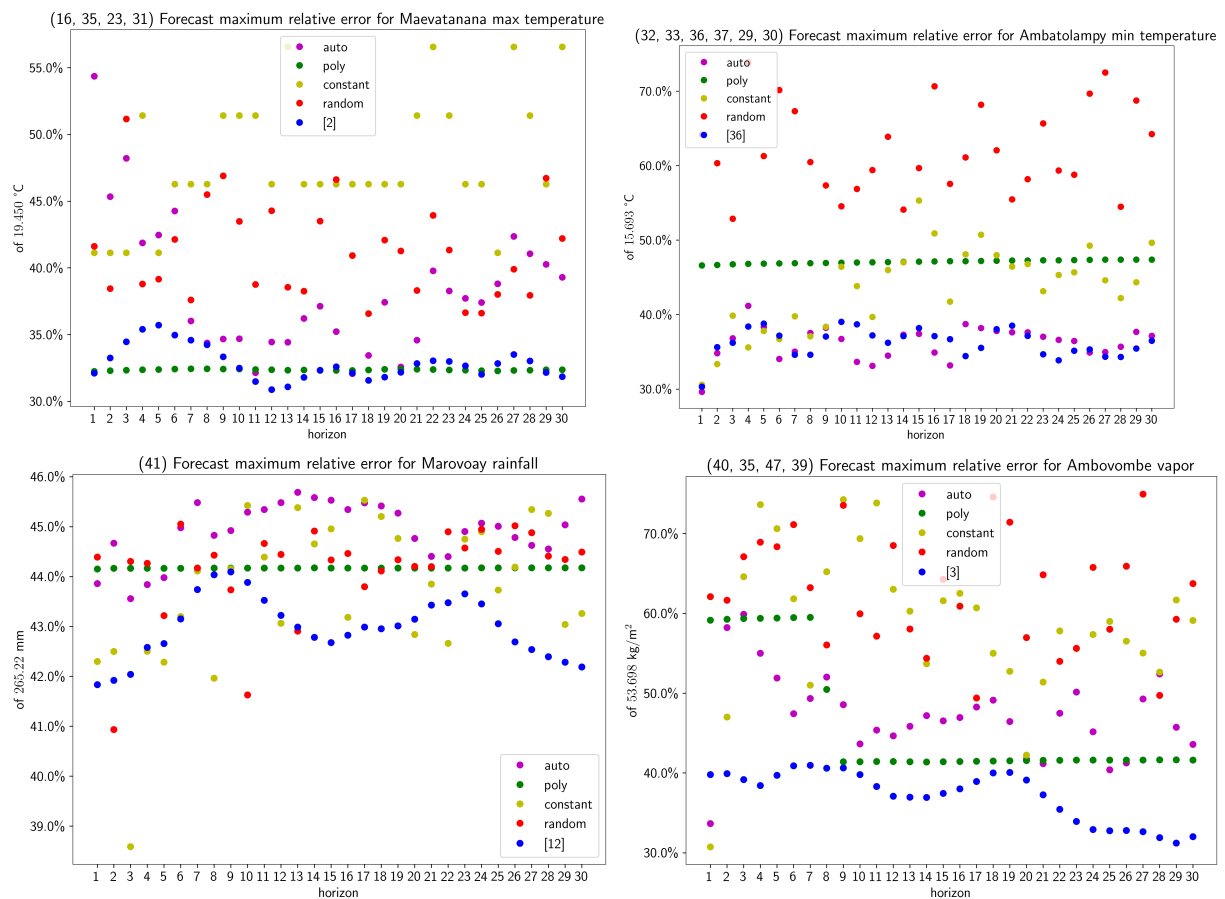 (16, 35, 23, 31) Forecast maximum relative error for Maevatanana max temperature
55.0%
50.0%
45.0%
40.0%
35.0%
30.0%
of 19.450 °C
auto
poly
constant
random
[2]
1 2 3 4 5 6 7 8 9 10 11 12 13 14 15 16 17 18 19 20 21 22 23 24 25 26 27 28 29 30
horizon
(32, 33, 36, 37, 29, 30) Forecast maximum relative error for Ambatolampy min temperature
70.0%
60.0%
50.0%
40.0%
30.0%
of 15.693 °C
auto
poly
constant
random
[36]
1 2 3 4 5 6 7 8 9 10 11 12 13 14 15 16 17 18 19 20 21 22 23 24 25 26 27 28 29 30
horizon
(41) Forecast maximum relative error for Marovoay rainfall
46.0%
45.0%
44.0%
43.0%
42.0%
41.0%
40.0%
39.0%
of 265.22 mm
auto
poly
constant
random
[12]
1 2 3 4 5 6 7 8 9 10 11 12 13 14 15 16 17 18 19 20 21 22 23 24 25 26 27 28 29 30
horizon
(40, 35, 47, 39) Forecast maximum relative error for Ambovombe vapor
70.0%
60.0%
50.0%
40.0%
30.0%
of 53.698 kg/m²
auto
poly
constant
random
[3]
1 2 3 4 5 6 7 8 9 10 11 12 13 14 15 16 17 18 19 20 21 22 23 24 25 26 27 28 29 30
horizon